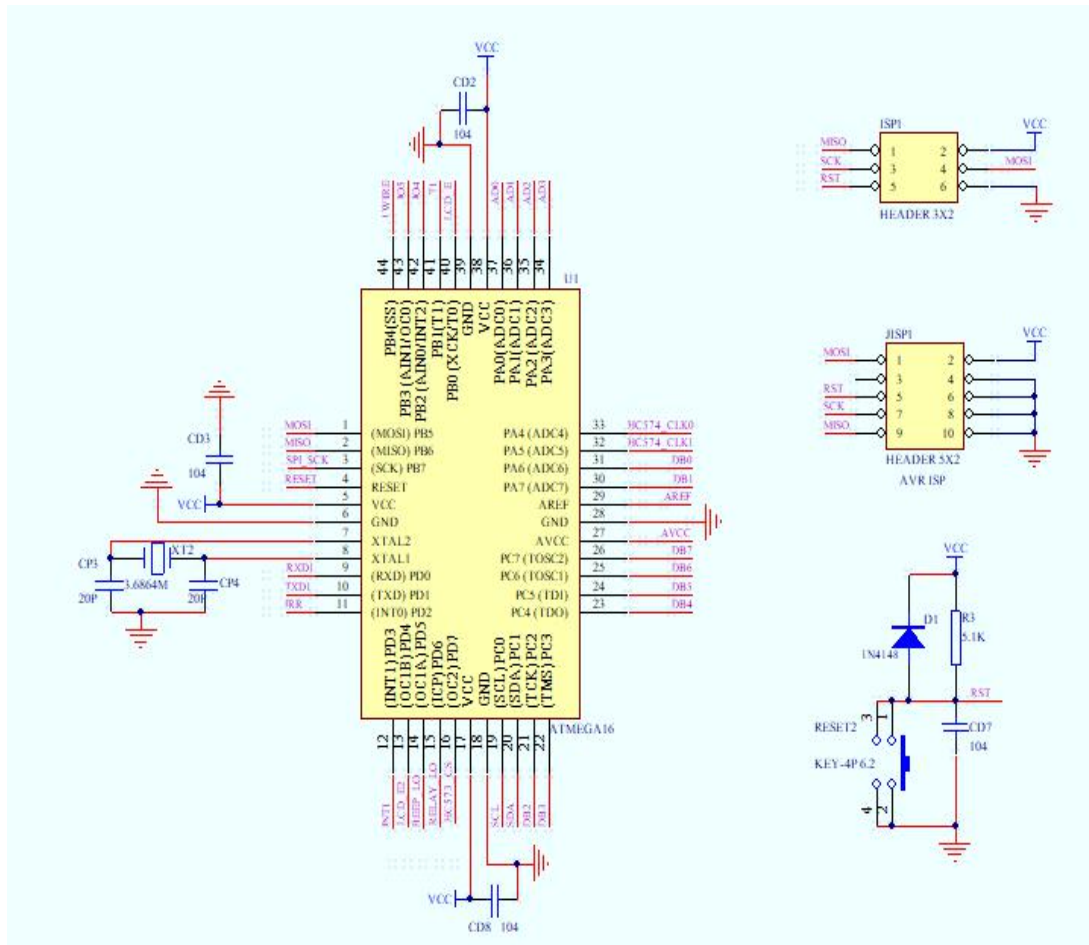 VCC
CD2
104
1WIRE
IO5
IO4
T1
LCD_E
AD0
AD1
AD2
AD3
44
43
42
41
40
39
38
37
36
35
34
U1
PB4(SS)
PB3 (AIN1/OC0)
PB2 (AIN0/INT2)
PB1(T1)
PB0 (XCK/T0)
GND
VCC
PA0(ADC0)
PA1(ADC1)
PA2(ADC2)
PA3(ADC3)
MOSI 1 (MOSI) PB5
MISO 2 (MISO) PB6
SPI_SCK 3 (SCK) PB7
RESET 4 RESET
VCC 5 VCC
6 GND
7 XTAL2
8 XTAL1
RXD1 9 (RXD) PD0
TXD1 10 (TXD) PD1
IRR 11 (INT0) PD2
PA4 (ADC4) 33 HC574_CLK0
PA5 (ADC5) 32 HC574_CLK1
PA6 (ADC6) 31 DB0
PA7 (ADC7) 30 DB1
AREF 29 AREF
GND 28
AVCC 27 AVCC
PC7 (TOSC2) 26 DB7
PC6 (TOSC1) 25 DB6
PC5 (TDI) 24 DB5
PC4 (TDO) 23 DB4
CD3
104
XT2
CP3
3.6864M
CP4
20P
20P
(INT1) PD3
(OC1B) PD4
(OC1A) PD5
(ICP) PD6
(OC2) PD7
VCC
GND
(SCL) PC0
(SDA) PC1
(TCK) PC2
(TMS) PC3
ATMEGA16
12
13
14
15
16
17
18
19
20
21
22
INT1
LCD_E2
BEEP_LO
RELAY_LO
HC573_CS
SCL
SDA
DB2
DB3
VCC
CD8 104
ISP1
VCC
MISO 1 2
SCK 3 4 MOSI
RST 5 6
HEADER 3X2
JISP1
VCC
MOSI 1 2
3 4
RST 5 6
SCK 7 8
MISO 9 10
HEADER 5X2
AVR ISP
VCC
D1
R3
1N4148
5.1K
RST
3
1
RESET2
CD7
KEY-4P 6.2
104
4
2